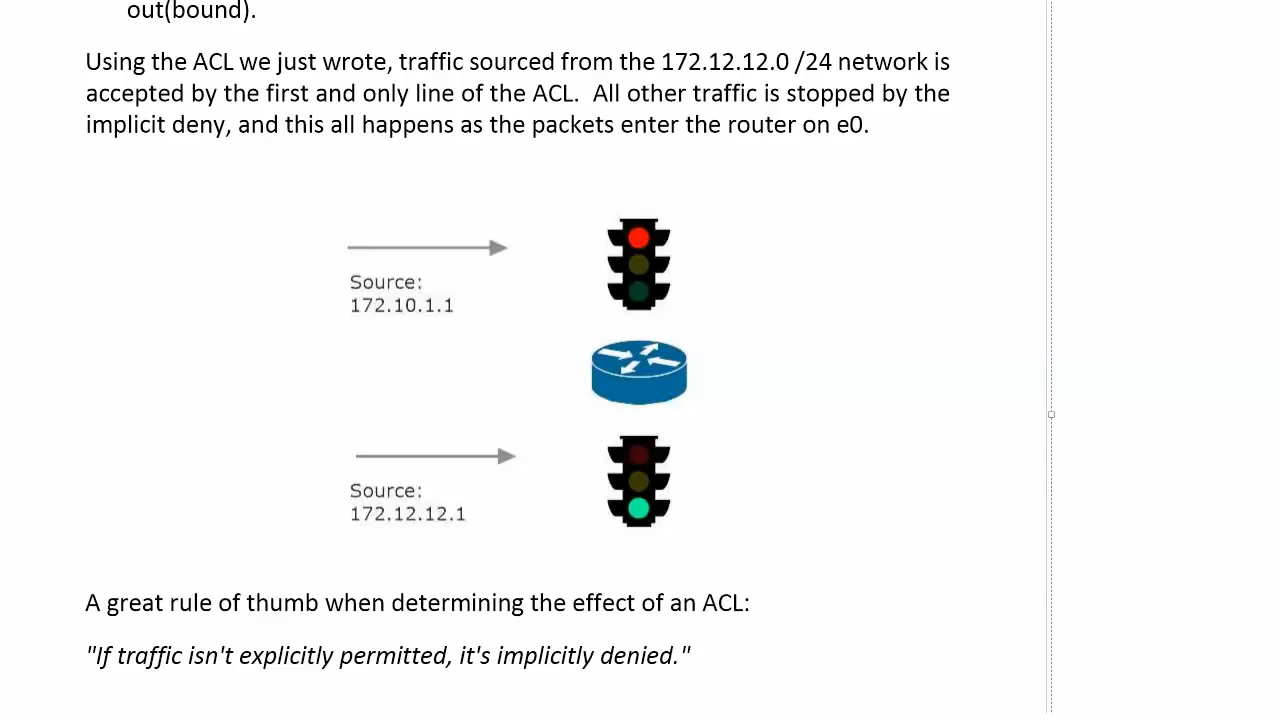 out(bound).
Using the ACL we just wrote, traffic sourced from the 172.12.12.0 /24 network is
accepted by the first and only line of the ACL.  All other traffic is stopped by the
implicit deny, and this all happens as the packets enter the router on e0.
Source:
172.10.1.1
Source:
172.12.12.1
A great rule of thumb when determining the effect of an ACL:
"If traffic isn't explicitly permitted, it's implicitly denied."